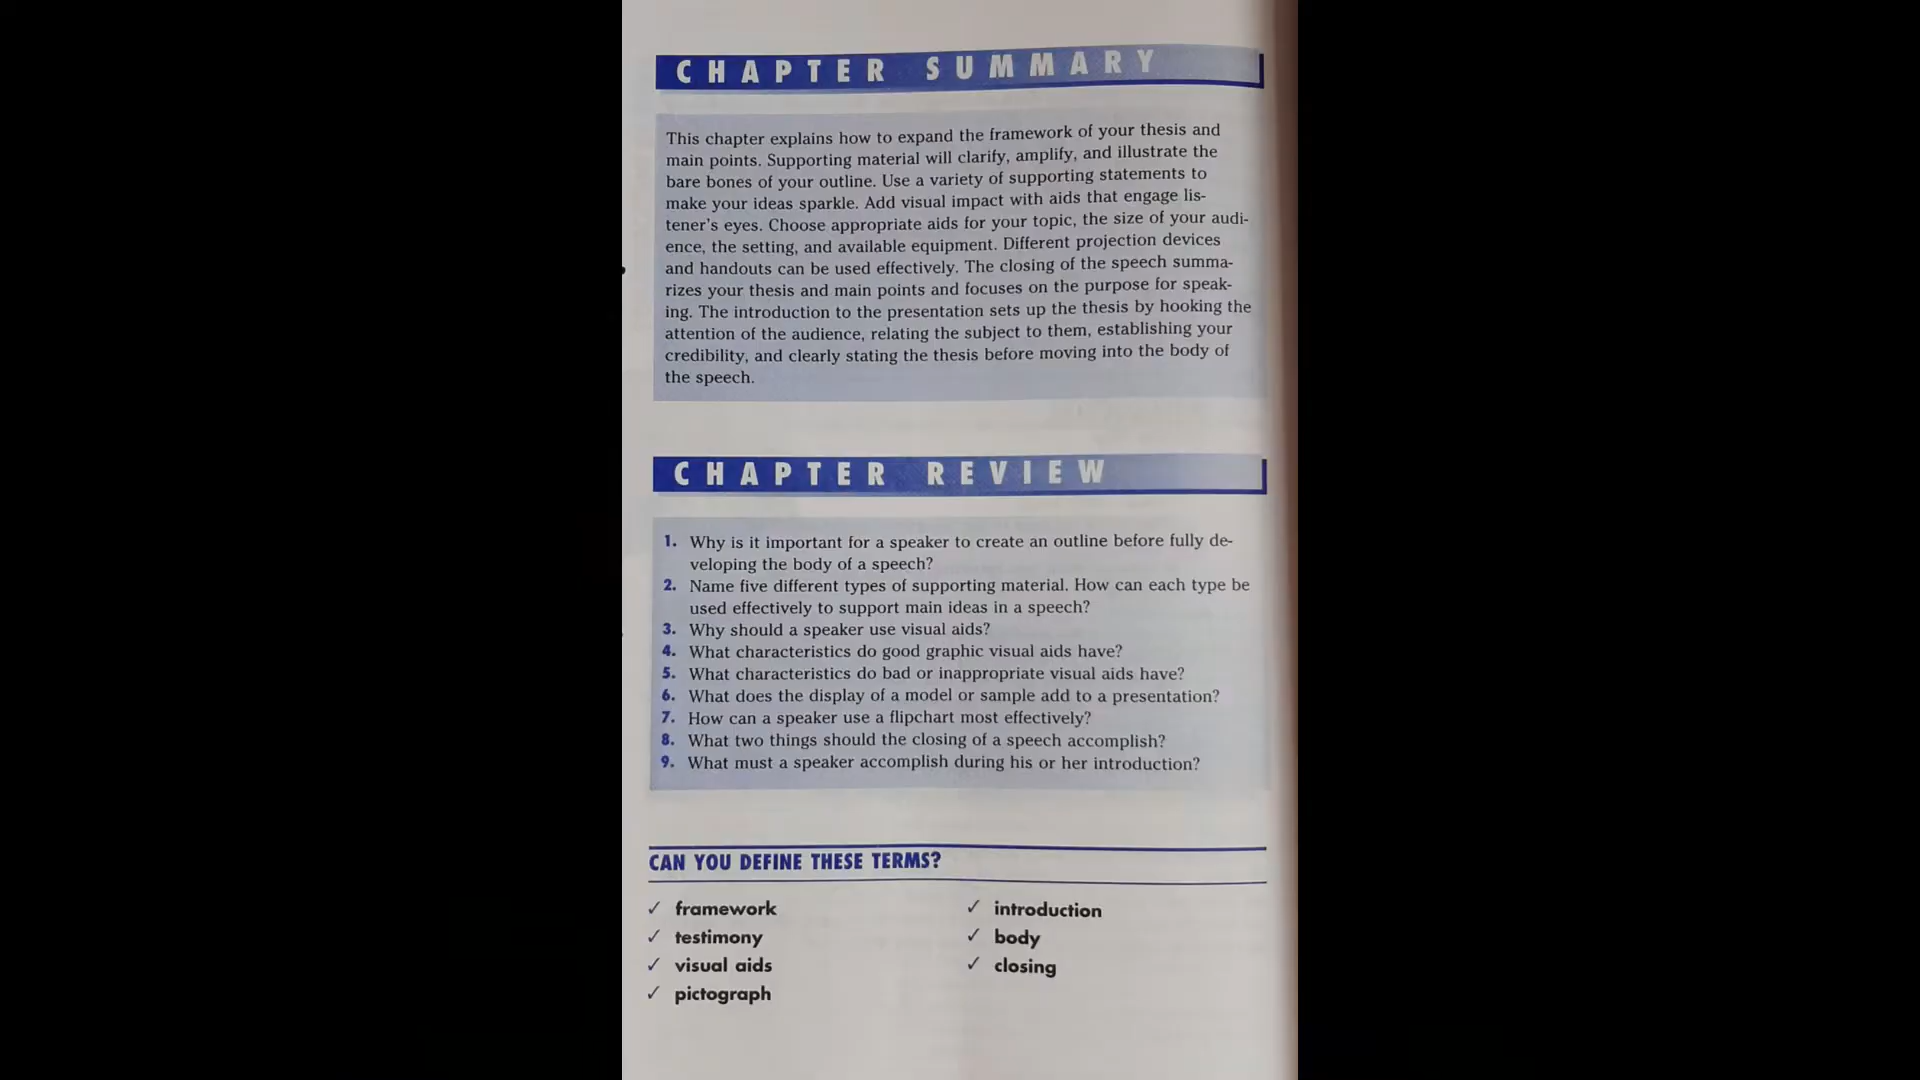 CHAPTER SUMMARY
This chapter explains how to expand the framework of your thesis and
main points. Supporting material will clarify, amplify, and illustrate the
bare bones of your outline. Use a variety of supporting statements to
make your ideas sparkle. Add visual impact with aids that engage lis-
tener's eyes. Choose appropriate aids for your topic, the size of your audi-
ence, the setting, and available equipment. Different projection devices
and handouts can be used effectively. The closing of the speech summa-
rizes your thesis and main points and focuses on the purpose for speak-
ing. The introduction to the presentation sets up the thesis by hooking the
attention of the audience, relating the subject to them, establishing your
credibility, and clearly stating the thesis before moving into the body of
the speech.
CHAPTER REVIEW
1. Why is it important for a speaker to create an outline before fully de-
veloping the body of a speech?
2. Name five different types of supporting material. How can each type be
used effectively to support main ideas in a speech?
3. Why should a speaker use visual aids?
4. What characteristics do good graphic visual aids have?
5. What characteristics do bad or inappropriate visual aids have?
6. What does the display of a model or sample add to a presentation?
7. How can a speaker use a flipchart most effectively?
8. What two things should the closing of a speech accomplish?
9. What must a speaker accomplish during his or her introduction?
CAN YOU DEFINE THESE TERMS?
✓ framework
✓ testimony
✓ visual aids
✓ pictograph
✓ introduction
✓ body
✓ closing